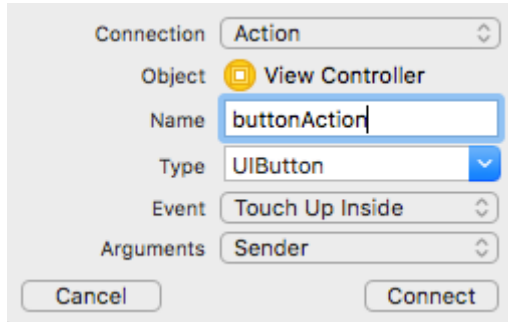 Connection Action
Object View Controller
Name buttonAction
Type UIButton
Event Touch Up Inside
Arguments Sender
Cancel Connect